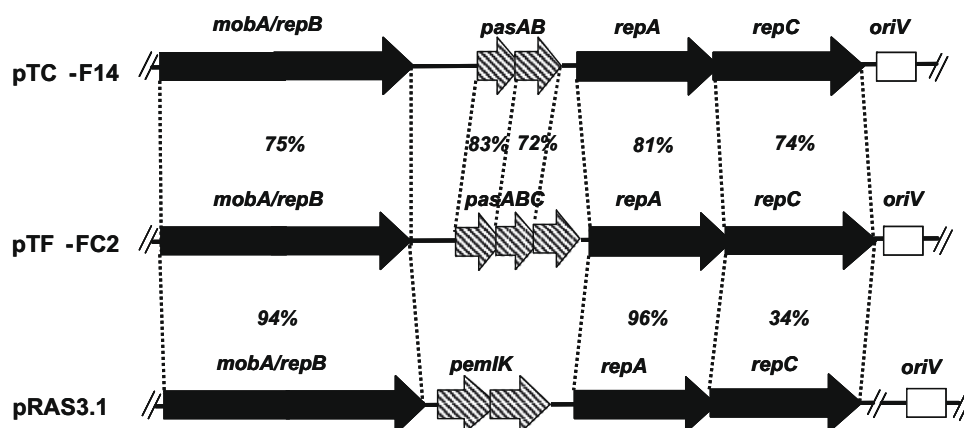 mobA/repB pasAB repA repC oriV
pTC -F14
75% 83% 72% 81% 74%
mobA/repB pasABC repA repC oriV
pTF -FC2
94% 96% 34%
mobA/repB pemIK repA repC oriV
pRAS3.1